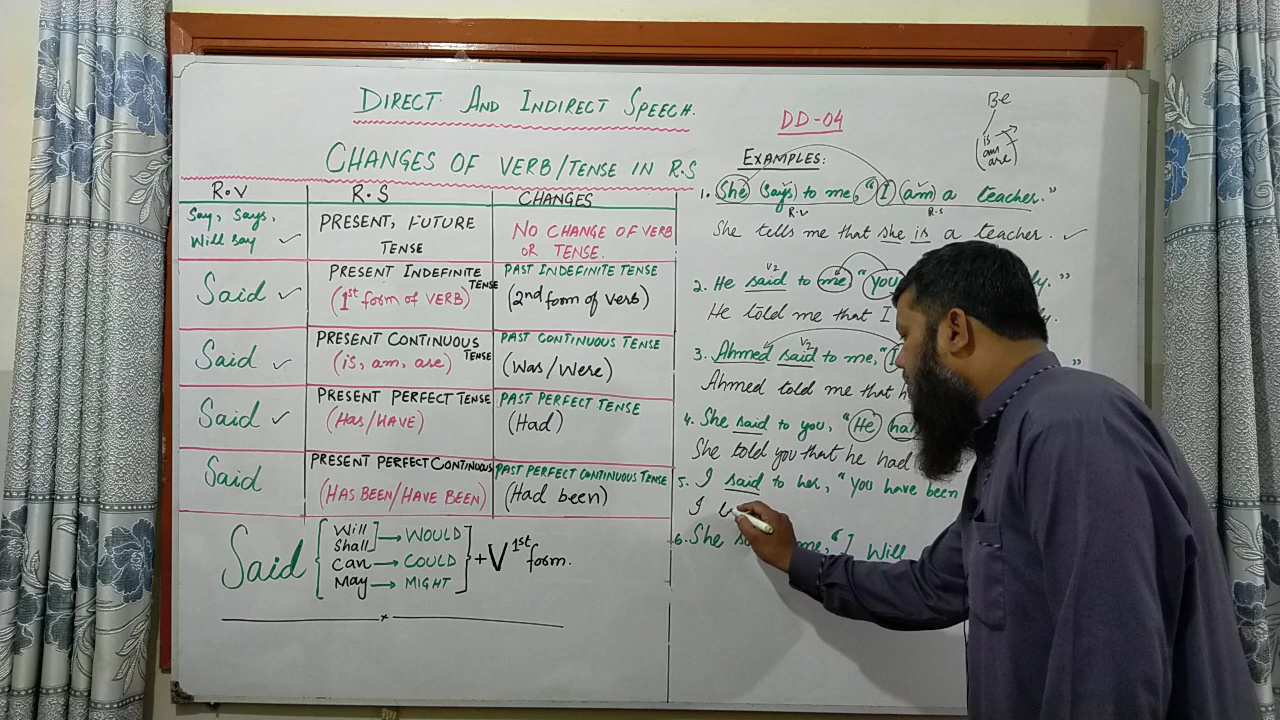 DIRECT AND INDIRECT SPEECH.
CHANGES OF VERB/TENSE IN R.S
R.V R.S CHANGES
Say, Says, Will Say PRESENT, FUTURE TENSE NO CHANGE OF VERB OR TENSE.
Said PRESENT INDEFINITE TENSE (1st form of VERB) PAST INDEFINITE TENSE (2nd form of verb)
Said PRESENT CONTINUOUS TENSE (is, am, are) PAST CONTINUOUS TENSE (Was/Were)
Said PRESENT PERFECT TENSE (Has/HAVE) PAST PERFECT TENSE (Had)
Said PRESENT PERFECT CONTINUOUS (HAS BEEN/HAVE BEEN) PAST PERFECT CONTINUOUS TENSE (Had been)
Said
Will
Shall → WOULD
Can → COULD
May → MIGHT
+ V 1st form.
DD-04
Be
is
am
are
EXAMPLES:
1. She says to me, "I am a teacher."
R.V R.S
She tells me that she is a teacher.
V2
2. He said to me "you
He told me that I
V2
3. Ahmed said to me, "I
Ahmed told me that
4. She said to you, "He
She told you that he had
5. I said to her, "You have been
I
6. She me, "I Will